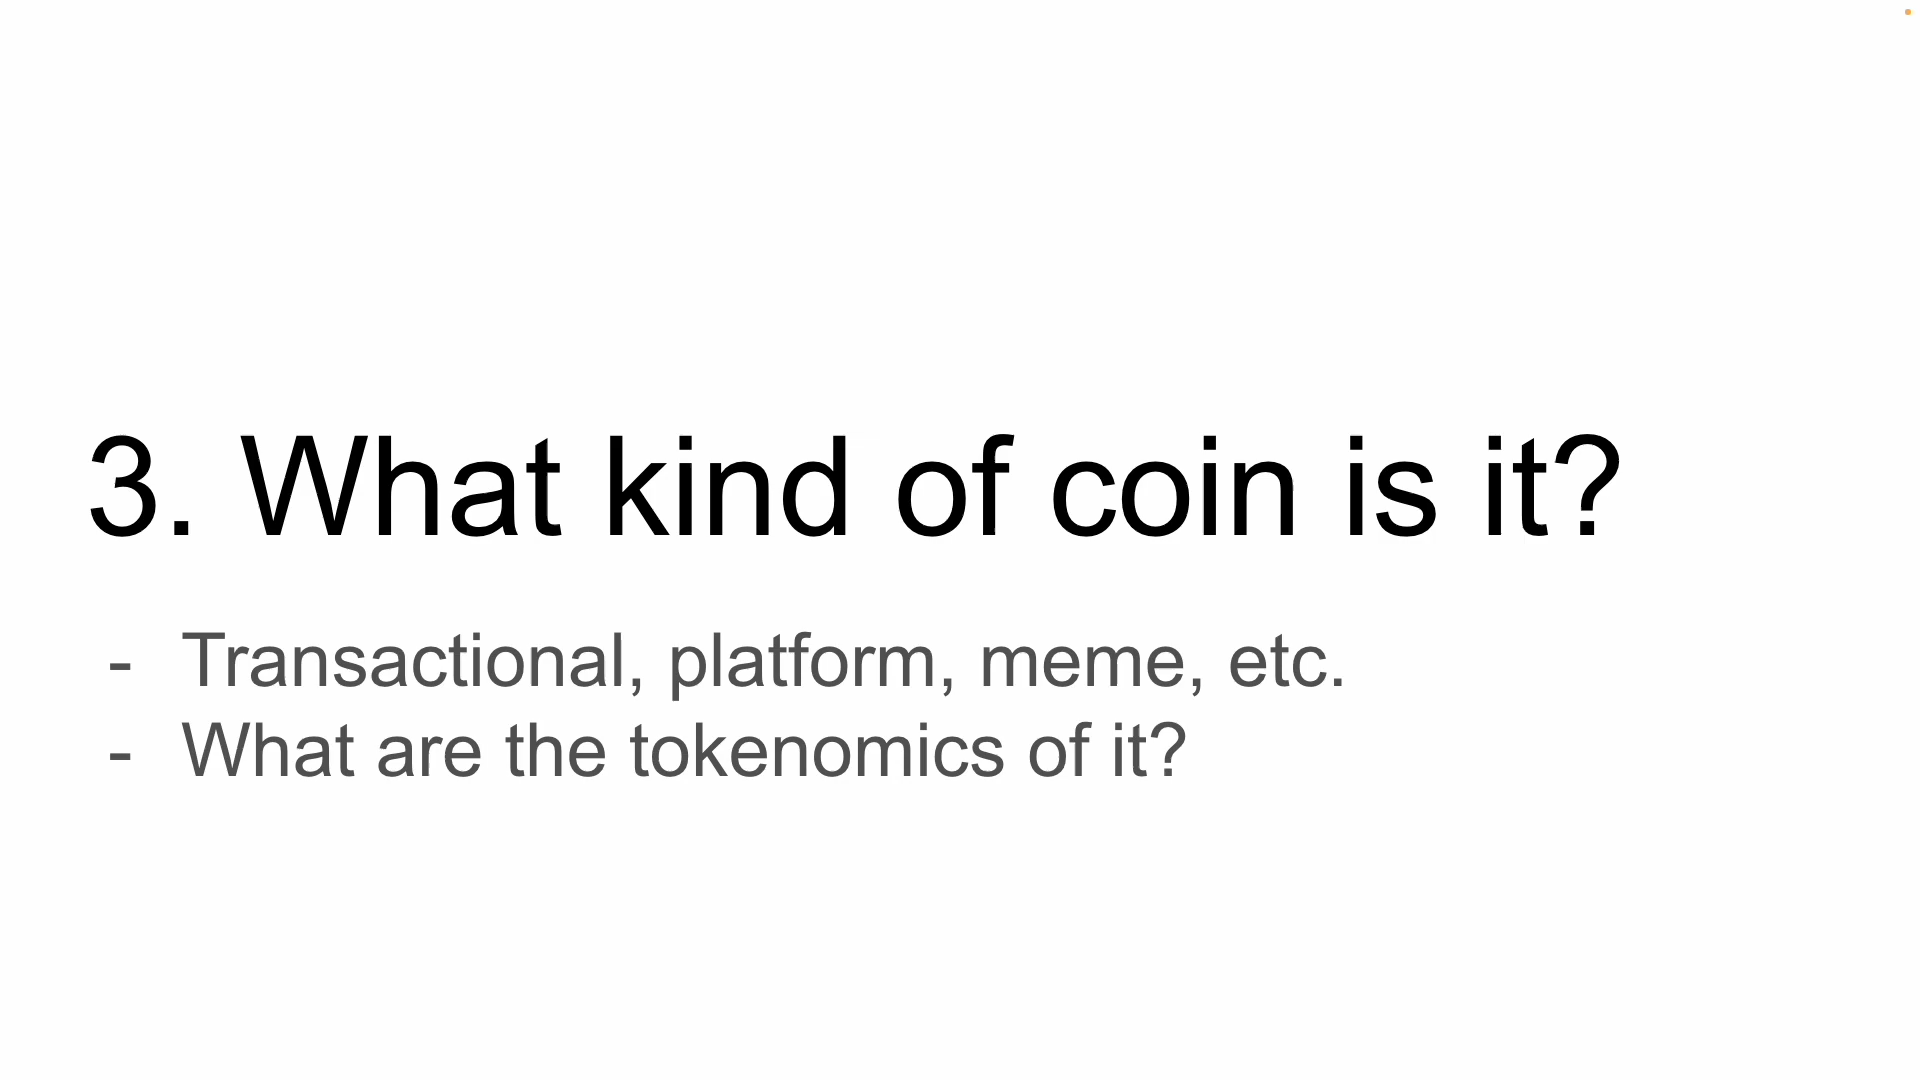 3. What kind of coin is it?
- Transactional, platform, meme, etc.
- What are the tokenomics of it?